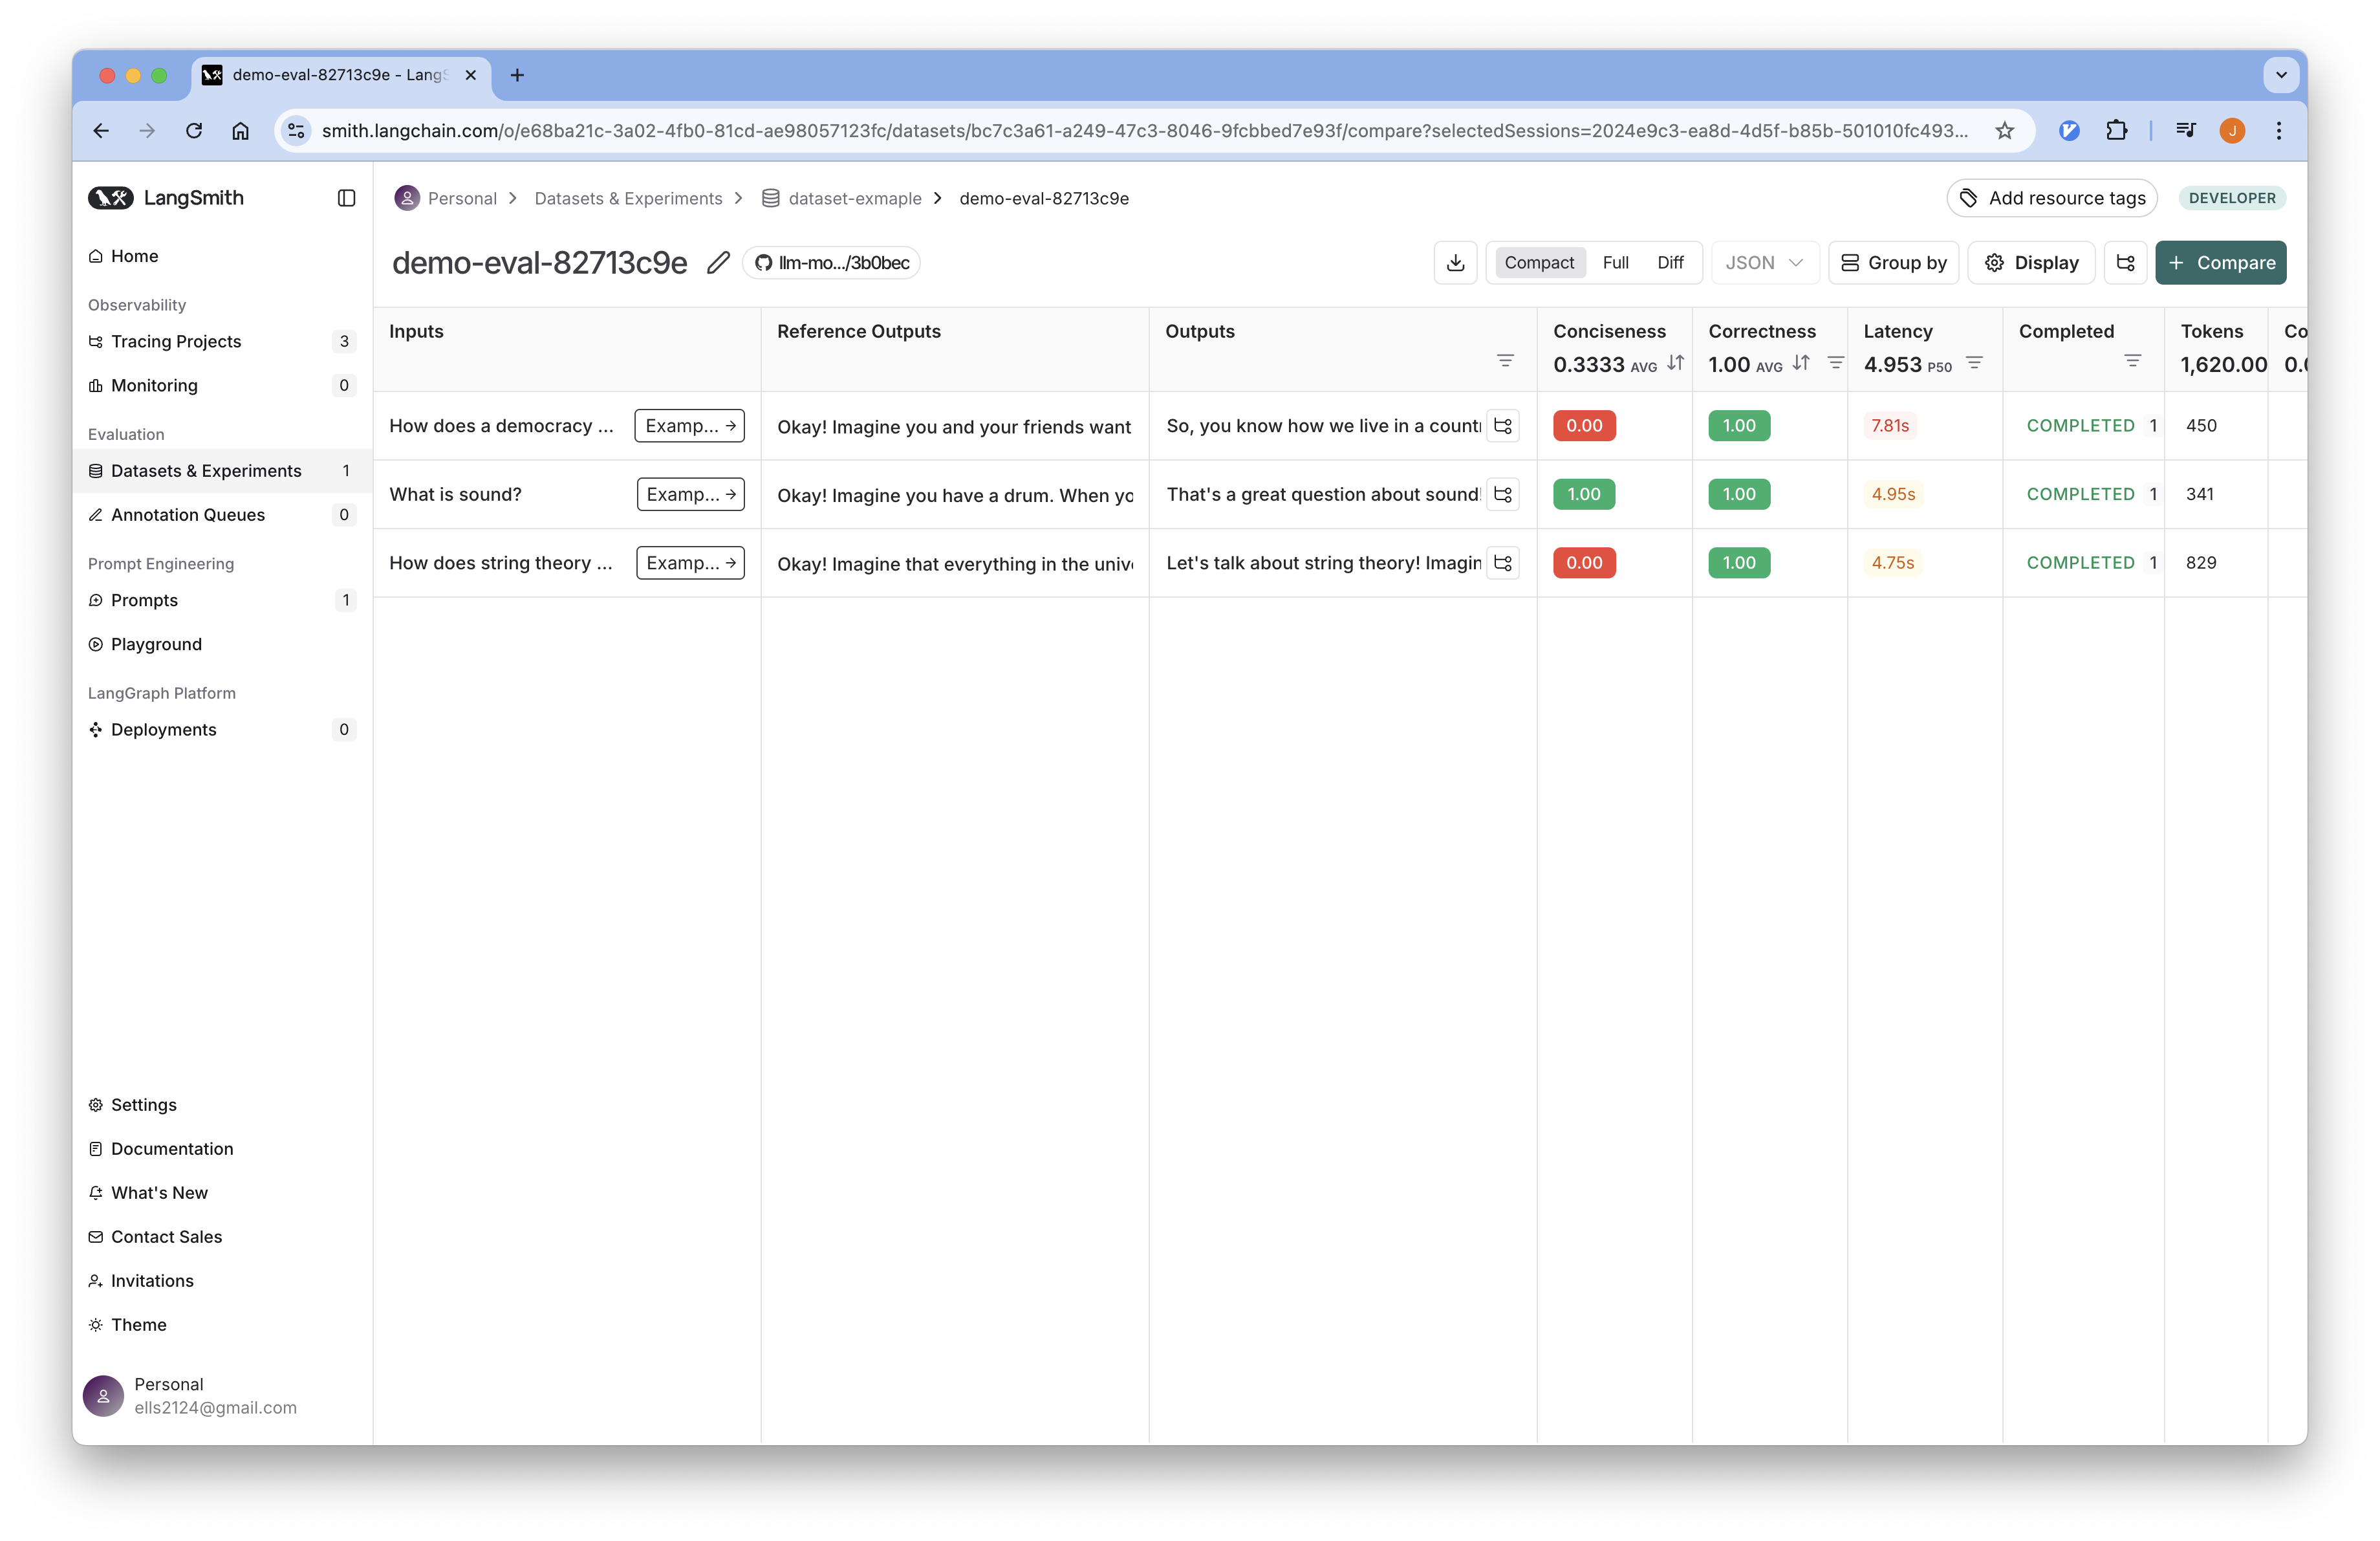 demo-eval-82713c9e - Lang
smith.langchain.com/o/e68ba21c-3a02-4fb0-81cd-ae98057123fc/datasets/bc7c3a61-a249-47c3-8046-9fcbbed7e93f/compare?selectedSessions=2024e9c3-ea8d-4d5f-b85b-501010fc493...
J
LangSmith
Personal
Datasets & Experiments
dataset-exmaple
demo-eval-82713c9e
Add resource tags
DEVELOPER
demo-eval-82713c9e
llm-mo.../3b0bec
Compact
Full
Diff
JSON
Group by
Display
Compare
Home
Observability
Tracing Projects 3
Monitoring 0
Evaluation
Datasets & Experiments 1
Annotation Queues 0
Prompt Engineering
Prompts 1
Playground
LangGraph Platform
Deployments 0
Settings
Documentation
What's New
Contact Sales
Invitations
Theme
Personal
ells2124@gmail.com
Inputs Reference Outputs Outputs Conciseness Correctness Latency Completed Tokens Co
0.3333 AVG 1.00 AVG 4.953 P50 1,620.00 0.0
How does a democracy ... Examp... → Okay! Imagine you and your friends want So, you know how we live in a count 0.00 1.00 7.81s COMPLETED 1 450
What is sound? Examp... → Okay! Imagine you have a drum. When yo That's a great question about sound 1.00 1.00 4.95s COMPLETED 1 341
How does string theory ... Examp... → Okay! Imagine that everything in the univ Let's talk about string theory! Imagin 0.00 1.00 4.75s COMPLETED 1 829